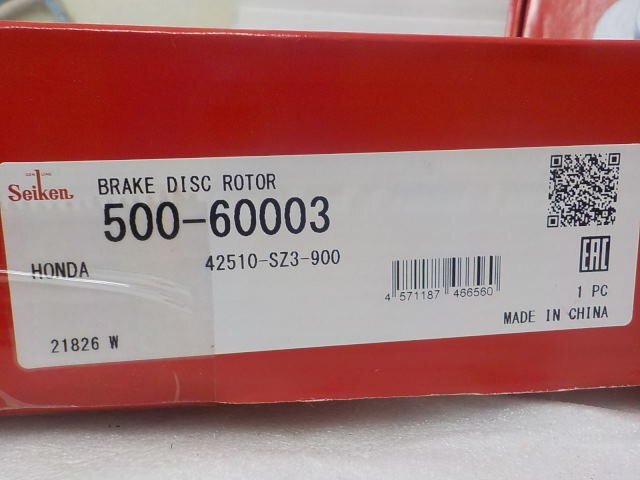 GENUINE
Seiken
BRAKE DISC ROTOR
500-60003
HONDA
42510-SZ3-900
4 571187 466560
EAC
1 PC
MADE IN CHINA
21826 W